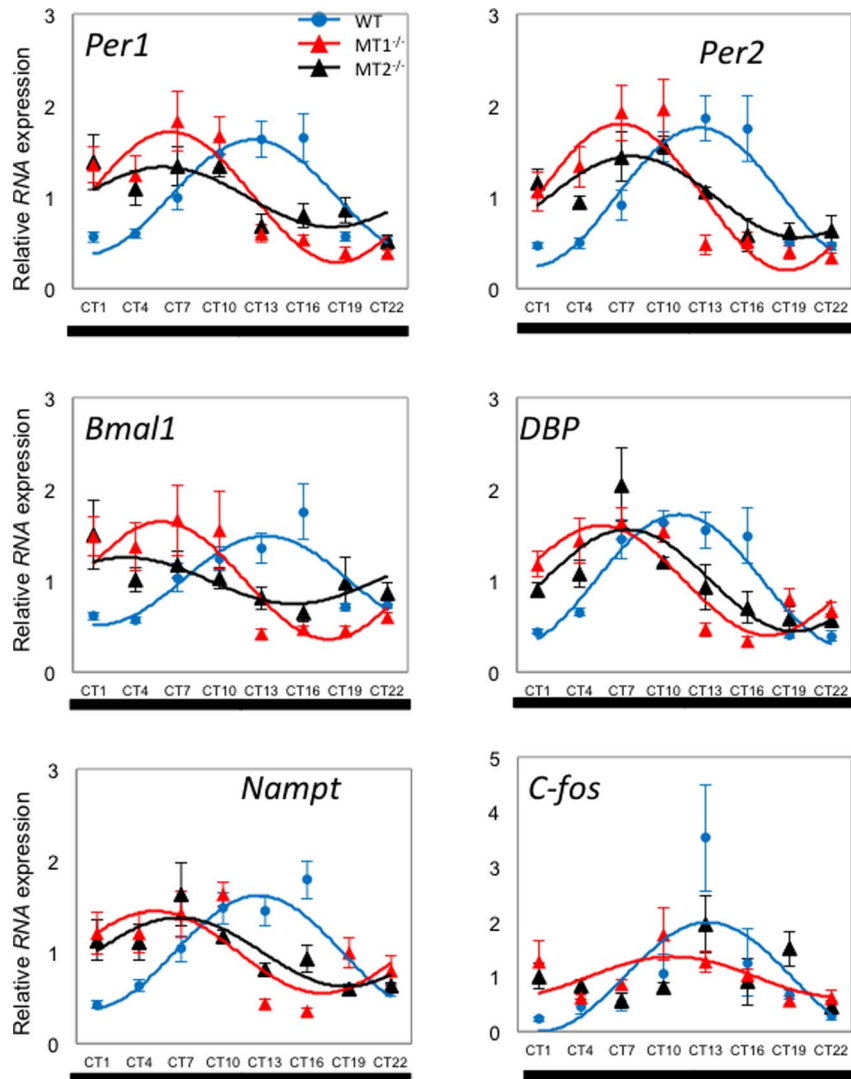 3
Per1
WT
MT1-/-
MT2-/-
2
1
0
Relative RNA expression
CT1 CT4 CT7 CT10 CT13 CT16 CT19 CT22
3
Per2
2
1
0
CT1 CT4 CT7 CT10 CT13 CT16 CT19 CT22
3
Bmal1
2
1
0
Relative RNA expression
CT1 CT4 CT7 CT10 CT13 CT16 CT19 CT22
3
DBP
2
1
0
CT1 CT4 CT7 CT10 CT13 CT16 CT19 CT22
3
Nampt
2
1
0
Relative RNA expression
CT1 CT4 CT7 CT10 CT13 CT16 CT19 CT22
5
C-fos
4
3
2
1
0
CT1 CT4 CT7 CT10 CT13 CT16 CT19 CT22